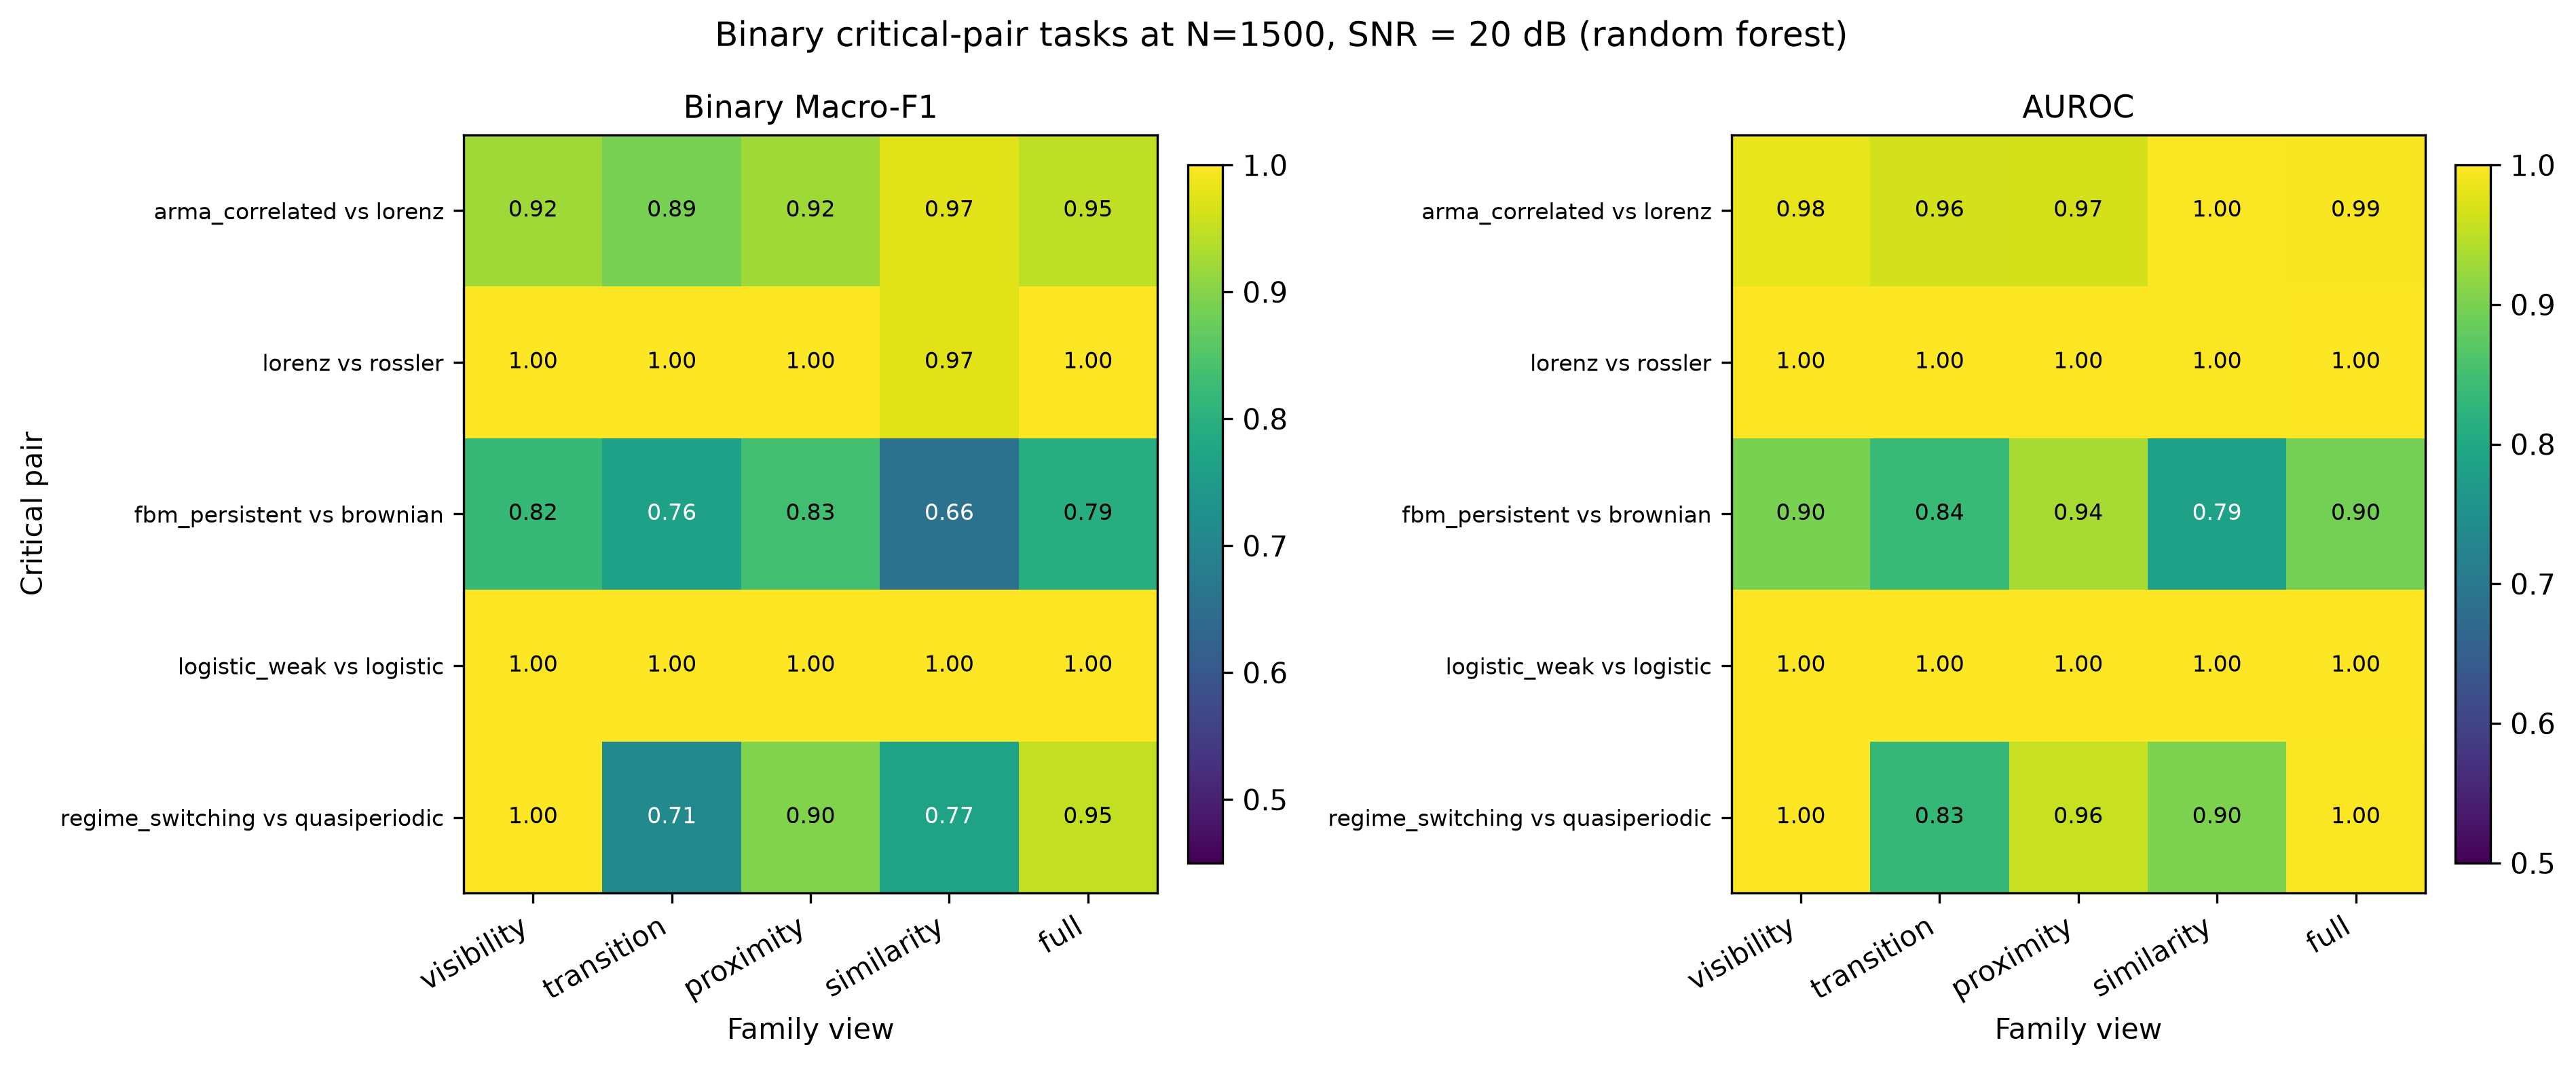 Binary critical-pair tasks at N=1500, SNR = 20 dB (random forest)
Binary Macro-F1
Critical pair
arma_correlated vs lorenz 0.92 0.89 0.92 0.97 0.95
lorenz vs rossler 1.00 1.00 1.00 0.97 1.00
fbm_persistent vs brownian 0.82 0.76 0.83 0.66 0.79
logistic_weak vs logistic 1.00 1.00 1.00 1.00 1.00
regime_switching vs quasiperiodic 1.00 0.71 0.90 0.77 0.95
visibility transition proximity similarity full
Family view
1.0
0.9
0.8
0.7
0.6
0.5
AUROC
arma_correlated vs lorenz 0.98 0.96 0.97 1.00 0.99
lorenz vs rossler 1.00 1.00 1.00 1.00 1.00
fbm_persistent vs brownian 0.90 0.84 0.94 0.79 0.90
logistic_weak vs logistic 1.00 1.00 1.00 1.00 1.00
regime_switching vs quasiperiodic 1.00 0.83 0.96 0.90 1.00
visibility transition proximity similarity full
Family view
1.0
0.9
0.8
0.7
0.6
0.5